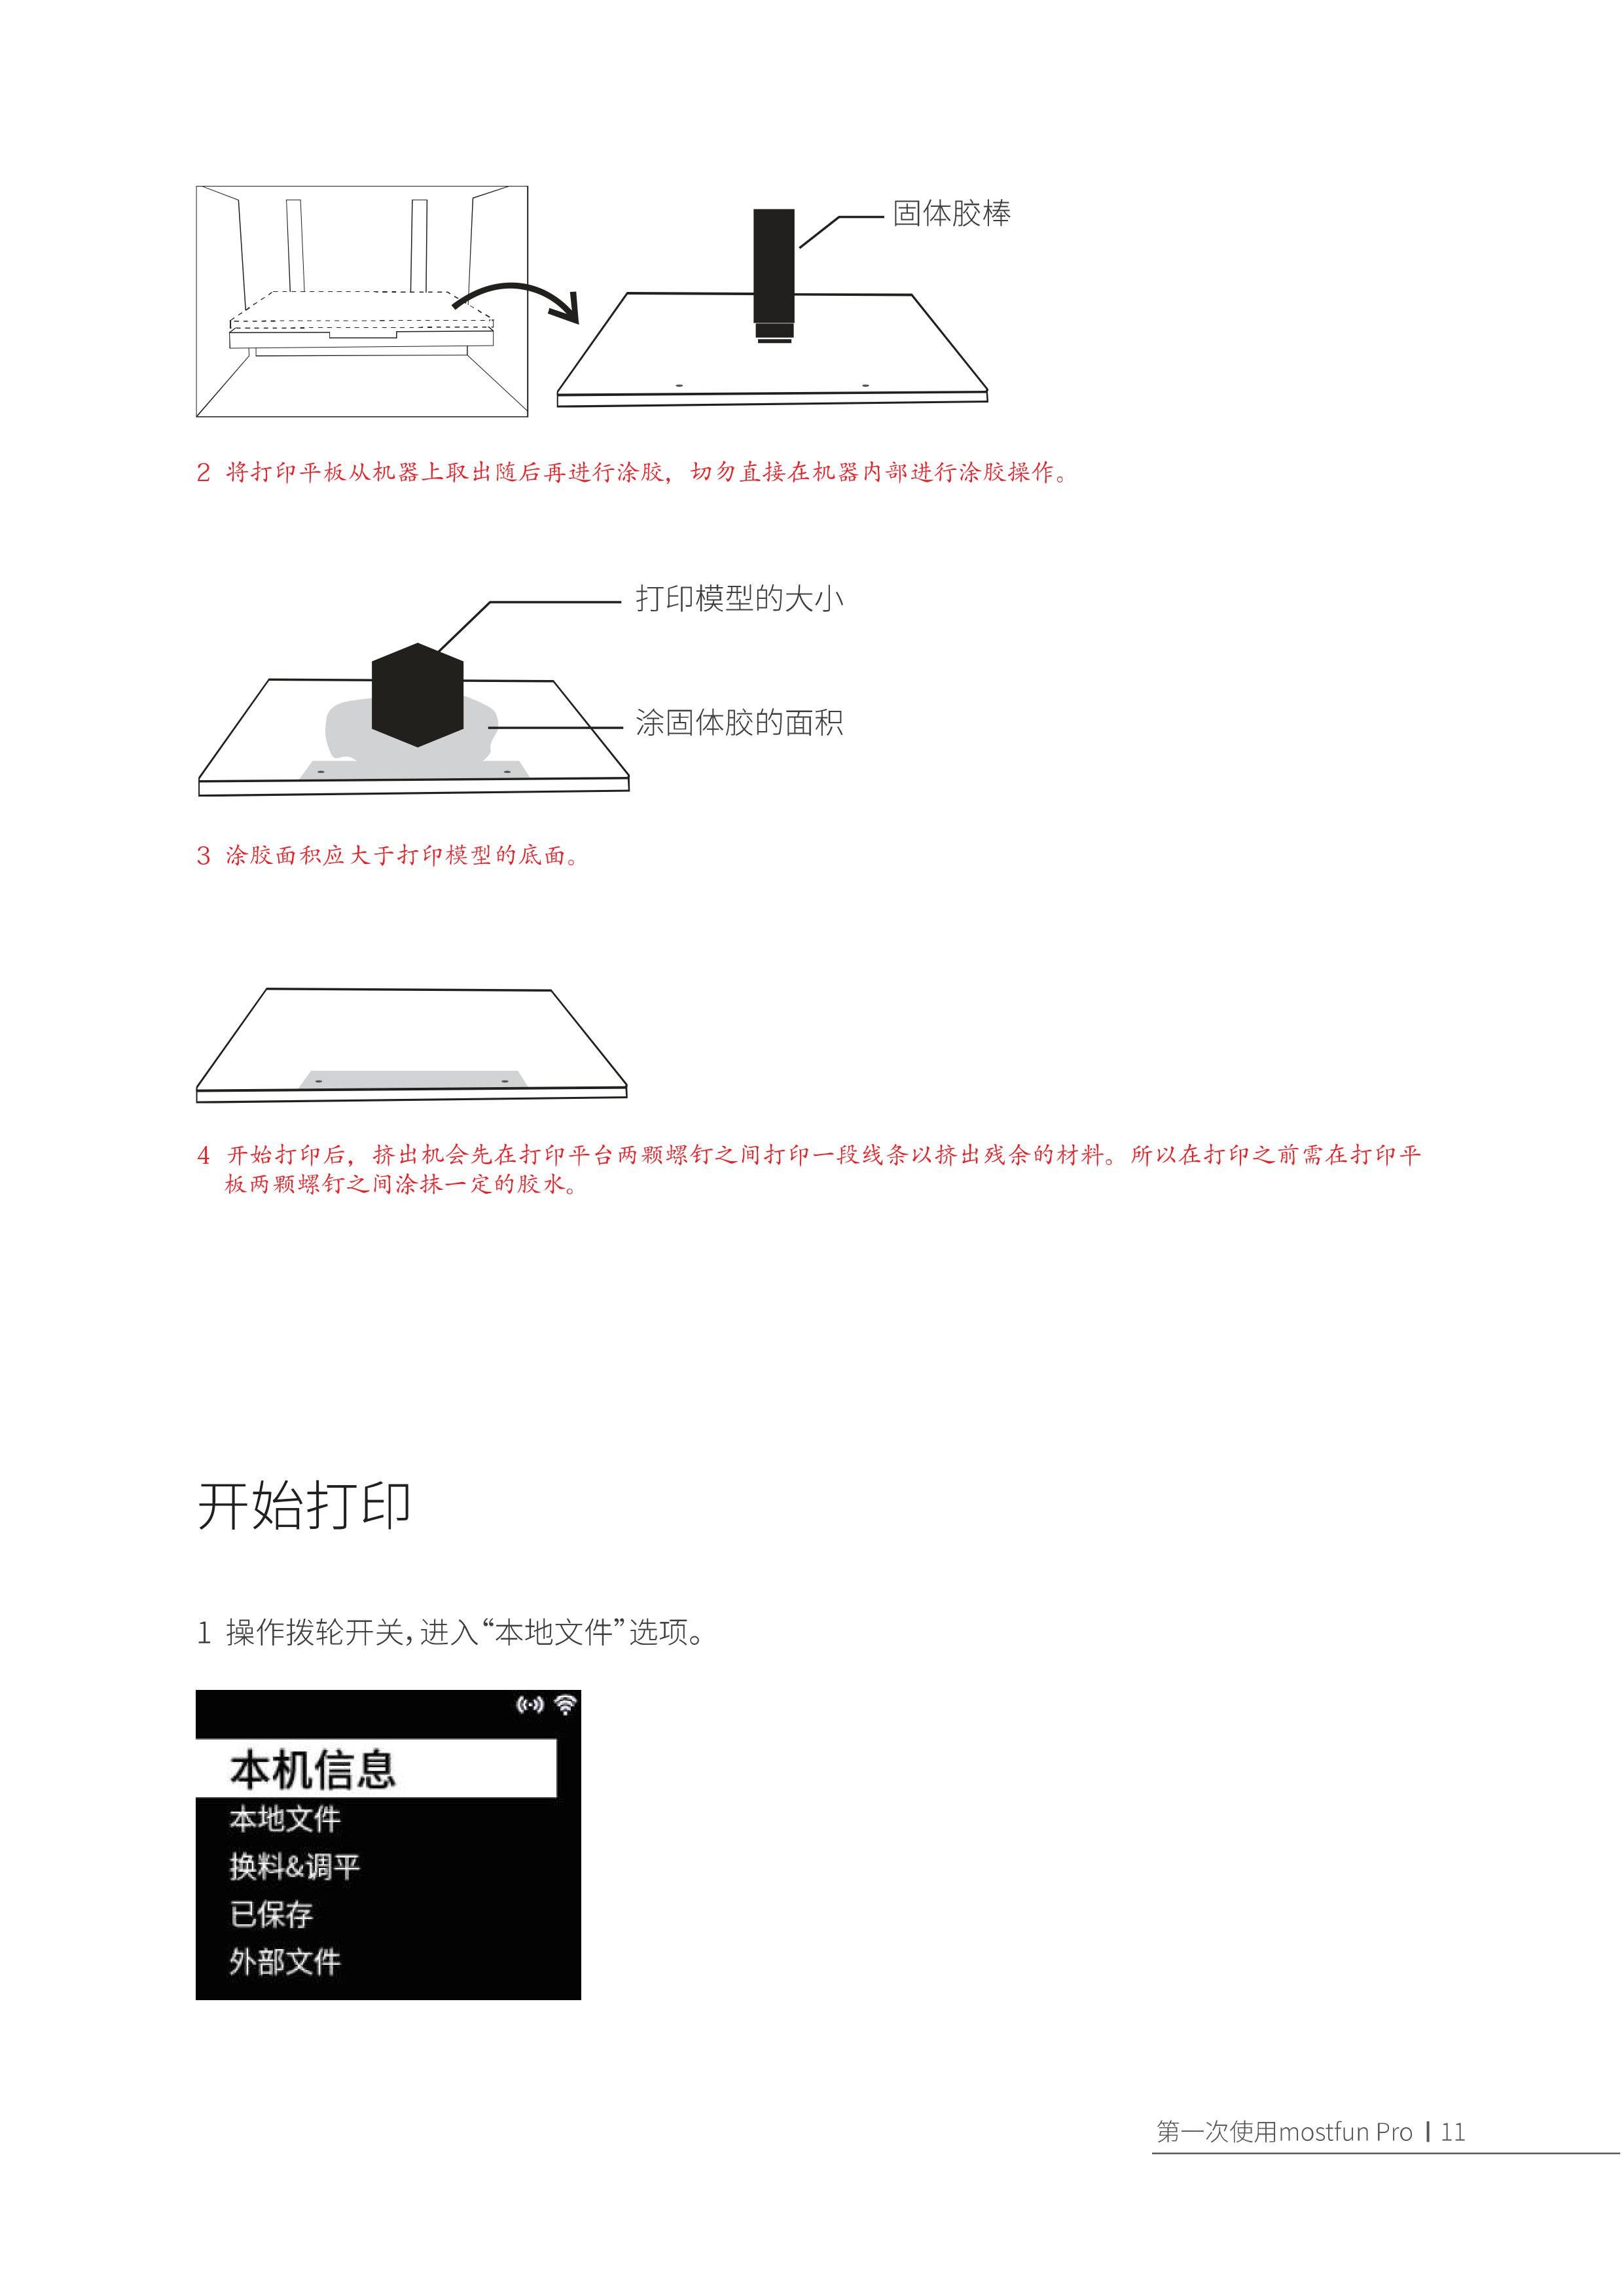 固体胶棒
2 将打印平板从机器上取出随后再进行涂胶，切勿直接在机器内部进行涂胶操作。
打印模型的大小
涂固体胶的面积
3 涂胶面积应大于打印模型的底面。
4 开始打印后，挤出机会先在打印平台两颗螺钉之间打印一段线条以挤出残余的材料。所以在打印之前需在打印平
板两颗螺钉之间涂抹一定的胶水。
开始打印
1 操作拨轮开关，进入“本地文件”选项。
本机信息
本地文件
换料&调平
已保存
外部文件
第一次使用mostfun Pro | 11